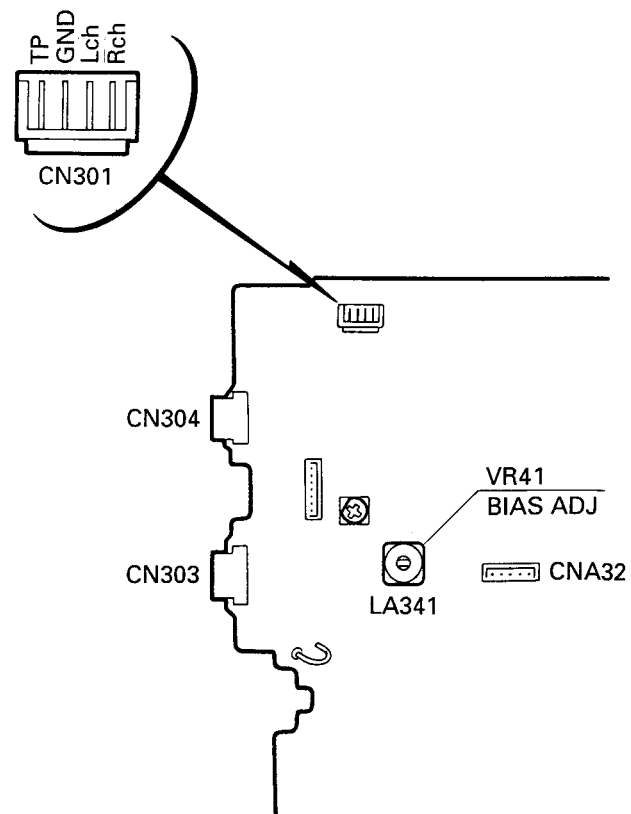 TP
GND
Lch
Rch
CN301
CN304
VR41
BIAS ADJ
CN303
CNA32
LA341